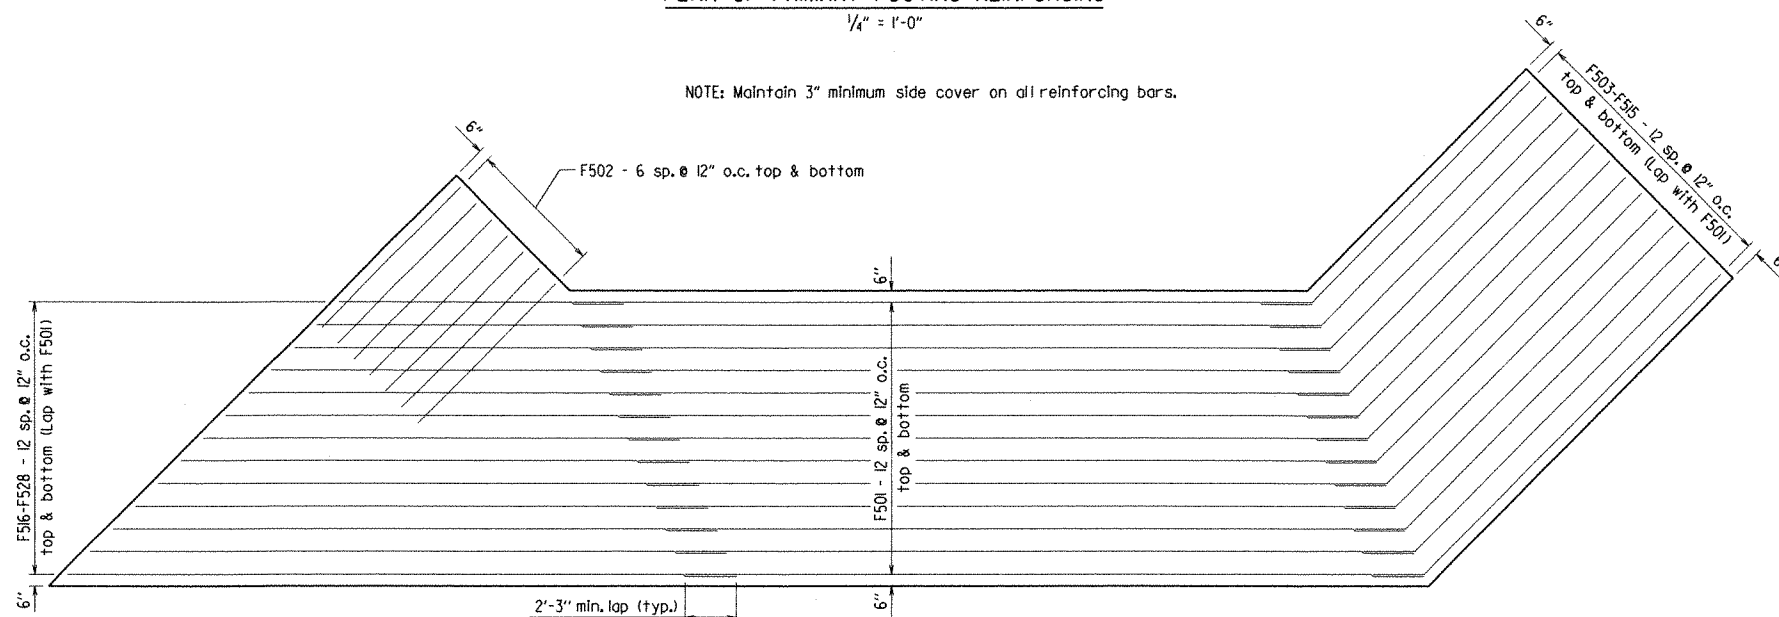 PLAN OF PRIMARY FOOTING REINFORCING
1/4" = 1'-0"
NOTE: Maintain 3" minimum side cover on all reinforcing bars.
6"
F502 - 6 sp. @ 12" o.c. top & bottom
6"
F503-F515 - 12 sp. @ 12" o.c.
top & bottom (Lap with F501)
6"
6"
F501 - 12 sp. @ 12" o.c.
top & bottom
6"
F516-F528 - 12 sp. @ 12" o.c.
top & bottom (Lap with F501)
6"
2'-3" min. lap (typ.)